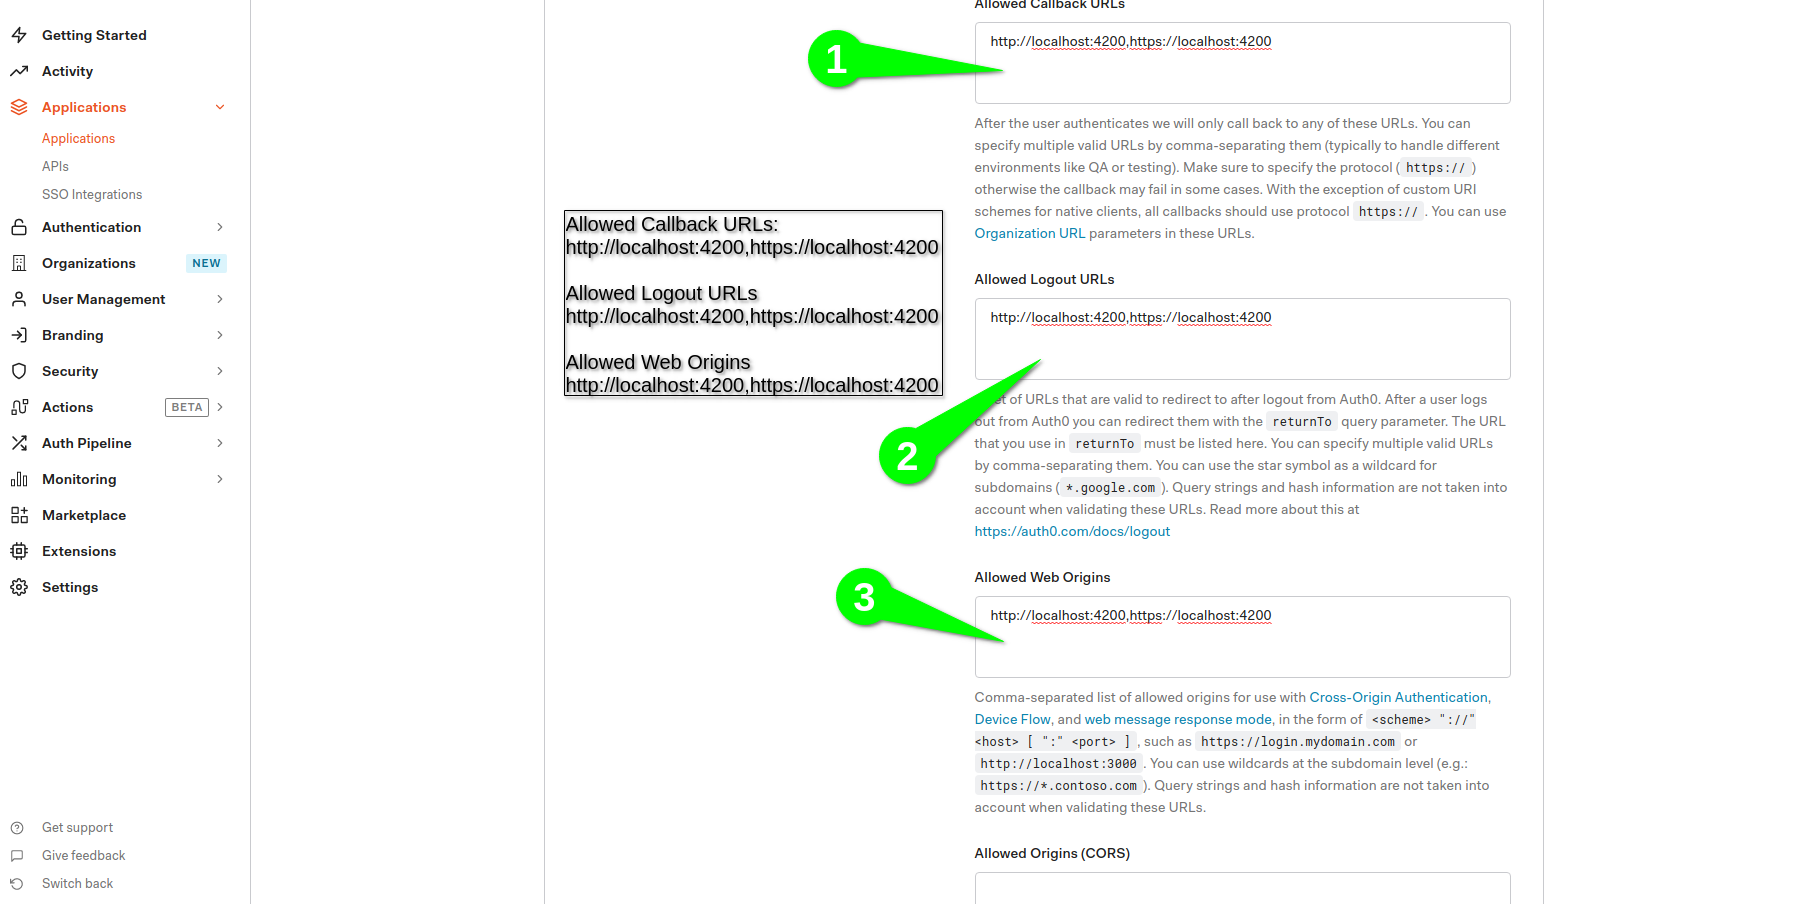 Getting Started
Activity
Applications
Applications
APIs
SSO Integrations
Authentication
Organizations NEW
User Management
Branding
Security
Actions BETA
Auth Pipeline
Monitoring
Marketplace
Extensions
Settings
Get support
Give feedback
Switch back
Allowed Callback URLs:
http://localhost:4200,https://localhost:4200
Allowed Logout URLs
http://localhost:4200,https://localhost:4200
Allowed Web Origins
http://localhost:4200,https://localhost:4200
Allowed Callback URLs
1
http://localhost:4200,https://localhost:4200
After the user authenticates we will only call back to any of these URLs. You can
specify multiple valid URLs by comma-separating them (typically to handle different
environments like QA or testing). Make sure to specify the protocol ( https:// )
otherwise the callback may fail in some cases. With the exception of custom URI
schemes for native clients, all callbacks should use protocol https:// . You can use
Organization URL parameters in these URLs.
Allowed Logout URLs
http://localhost:4200,https://localhost:4200
2
of URLs that are valid to redirect to after logout from Auth0. After a user logs
out from Auth0 you can redirect them with the returnTo query parameter. The URL
that you use in returnTo must be listed here. You can specify multiple valid URLs
by comma-separating them. You can use the star symbol as a wildcard for
subdomains ( *.google.com ). Query strings and hash information are not taken into
account when validating these URLs. Read more about this at
https://auth0.com/docs/logout
Allowed Web Origins
3
http://localhost:4200,https://localhost:4200
Comma-separated list of allowed origins for use with Cross-Origin Authentication,
Device Flow, and web message response mode, in the form of <scheme> "://"
<host> [ ":" <port> ] , such as https://login.mydomain.com or
http://localhost:3000 . You can use wildcards at the subdomain level (e.g.:
https://*.contoso.com ). Query strings and hash information are not taken into
account when validating these URLs.
Allowed Origins (CORS)